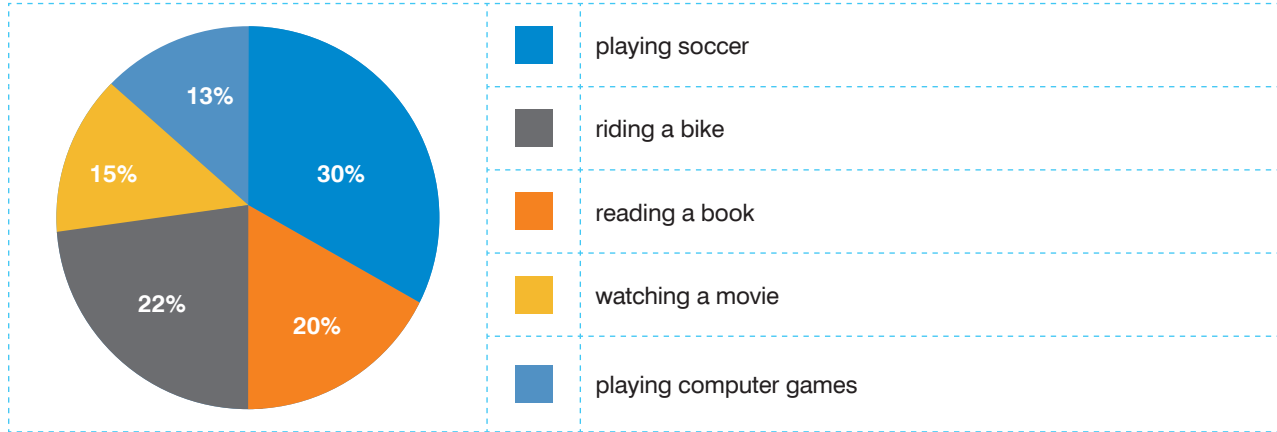 13%
30%
15%
22%
20%
playing soccer
riding a bike
reading a book
watching a movie
playing computer games